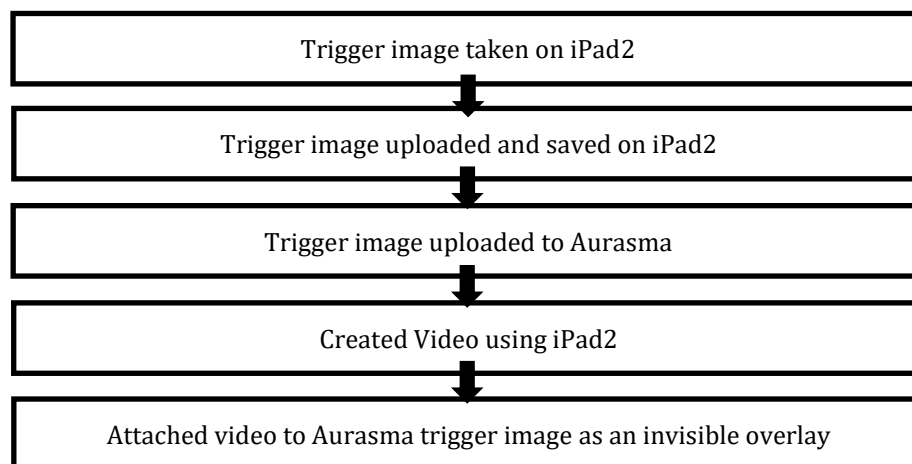 Trigger image taken on iPad2
Trigger image uploaded and saved on iPad2
Trigger image uploaded to Aurasma
Created Video using iPad2
Attached video to Aurasma trigger image as an invisible overlay